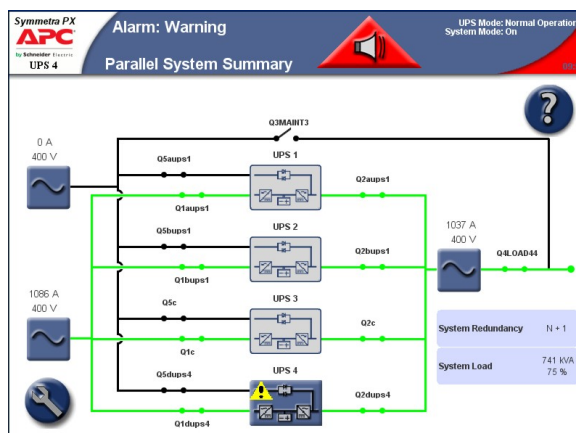 Symmetra PX
APC
by Schneider Electric
UPS 4
Alarm: Warning
Parallel System Summary
UPS Mode: Normal Operation
System Mode: On
Q3MAINT3
0 A
400 V
Q5aups1
UPS 1
Q1aups1
Q2aups1
Q5bups1
UPS 2
Q1bups1
Q2bups1
1037 A
400 V
Q4LOAD44
1086 A
400 V
Q5c
UPS 3
Q1c
Q2c
System Redundancy N + 1
System Load 741 kVA
75 %
Q5dups4
UPS 4
Q1dups4
Q2dups4